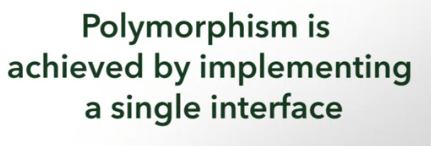 Polymorphism is
achieved by implementing
a single interface